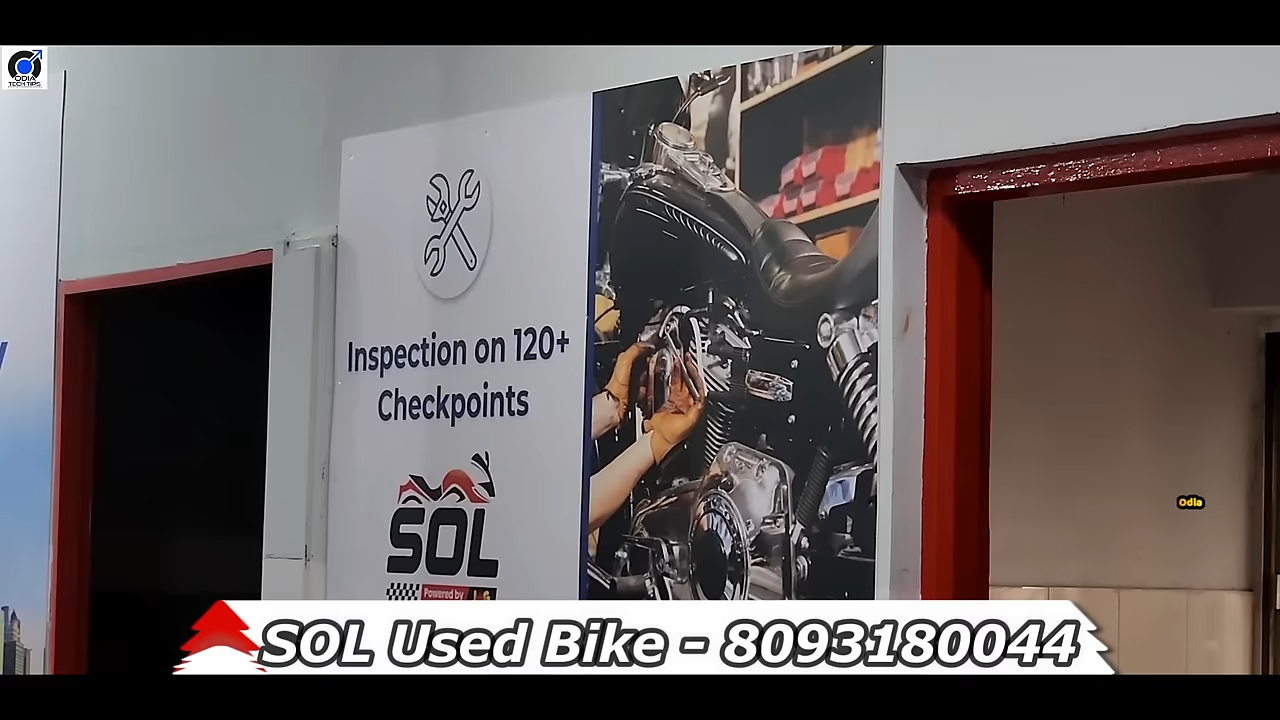 ODIA
TECH TIPS
Inspection on 120+
Checkpoints
SOL
Powered by
Odia
SOL Used Bike - 8093180044